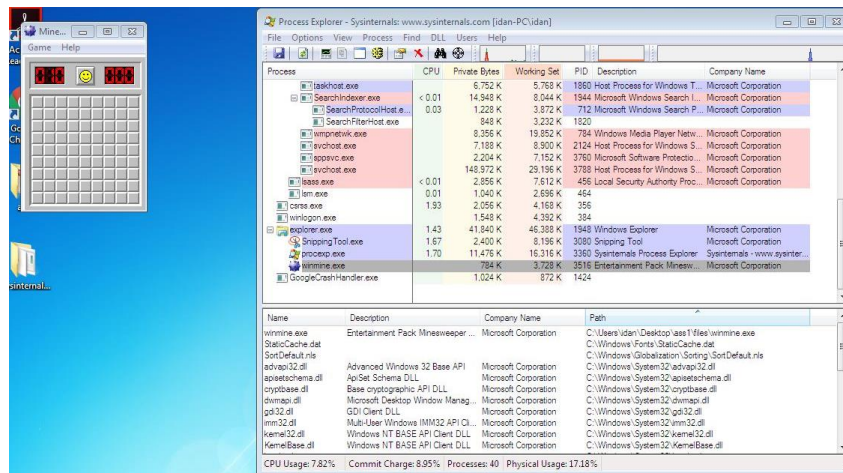 Mine...
Game Help
010 000
Process Explorer - Sysinternals: www.sysinternals.com [idan-PC\idan]
File Options View Process Find DLL Users Help
Process CPU Private Bytes Working Set PID Description Company Name
taskhost.exe 6,752 K 5,768 K 1860 Host Process for Windows T... Microsoft Corporation
SearchIndexer.exe < 0.01 14,948 K 8,044 K 1944 Microsoft Windows Search I... Microsoft Corporation
SearchProtocolHost.e... 0.03 1,228 K 3,872 K 712 Microsoft Windows Search P... Microsoft Corporation
SearchFilterHost.exe 848 K 3,232 K 1820
wmpnetwk.exe 8,356 K 19,852 K 784 Windows Media Player Netw... Microsoft Corporation
svchost.exe 7,188 K 8,900 K 2124 Host Process for Windows S... Microsoft Corporation
sppsvc.exe 2,204 K 7,152 K 3760 Microsoft Software Protectio... Microsoft Corporation
svchost.exe 148,972 K 29,196 K 3788 Host Process for Windows S... Microsoft Corporation
lsass.exe < 0.01 2,856 K 7,612 K 456 Local Security Authority Proc... Microsoft Corporation
lsm.exe 0.01 1,040 K 2,696 K 464
csrss.exe 1.93 2,056 K 4,168 K 356
winlogon.exe 1,548 K 4,392 K 384
explorer.exe 1.43 41,840 K 46,388 K 1948 Windows Explorer Microsoft Corporation
SnippingTool.exe 1.67 2,400 K 8,196 K 3080 Snipping Tool Microsoft Corporation
procexp.exe 1.70 11,476 K 16,316 K 3360 Sysinternals Process Explorer Sysinternals - www.sysinter...
winmine.exe 784 K 3,728 K 3516 Entertainment Pack Minesw... Microsoft Corporation
GoogleCrashHandler.exe 1,024 K 872 K 1424
sinternal...
Name Description Company Name Path
winmine.exe Entertainment Pack Minesweeper ... Microsoft Corporation C:\Users\idan\Desktop\ass1\files\winmine.exe
StaticCache.dat C:\Windows\Fonts\StaticCache.dat
SortDefault.nls C:\Windows\Globalization\Sorting\SortDefault.nls
advapi32.dll Advanced Windows 32 Base API Microsoft Corporation C:\Windows\System32\advapi32.dll
apisetschema.dll ApiSet Schema DLL Microsoft Corporation C:\Windows\System32\apisetschema.dll
cryptbase.dll Base cryptographic API DLL Microsoft Corporation C:\Windows\System32\cryptbase.dll
dwmapi.dll Microsoft Desktop Window Manag... Microsoft Corporation C:\Windows\System32\dwmapi.dll
gdi32.dll GDI Client DLL Microsoft Corporation C:\Windows\System32\gdi32.dll
imm32.dll Multi-User Windows IMM32 API Cl... Microsoft Corporation C:\Windows\System32\imm32.dll
kernel32.dll Windows NT BASE API Client DLL Microsoft Corporation C:\Windows\System32\kernel32.dll
KernelBase.dll Windows NT BASE API Client DLL Microsoft Corporation C:\Windows\System32\KernelBase.dll
CPU Usage: 7.82% Commit Charge: 8.95% Processes: 40 Physical Usage: 17.18%